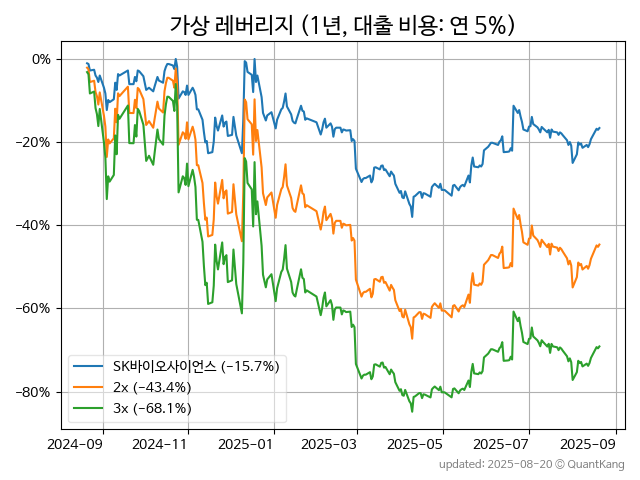 가상 레버리지 (1년, 대출 비용: 연 5%)
0%
−20%
−40%
−60%
−80%
SK바이오사이언스 (−15.7%)
2x (−43.4%)
3x (−68.1%)
2024−09 2024−11 2025−01 2025−03 2025−05 2025−07 2025−09
updated: 2025-08-20 © QuantKang